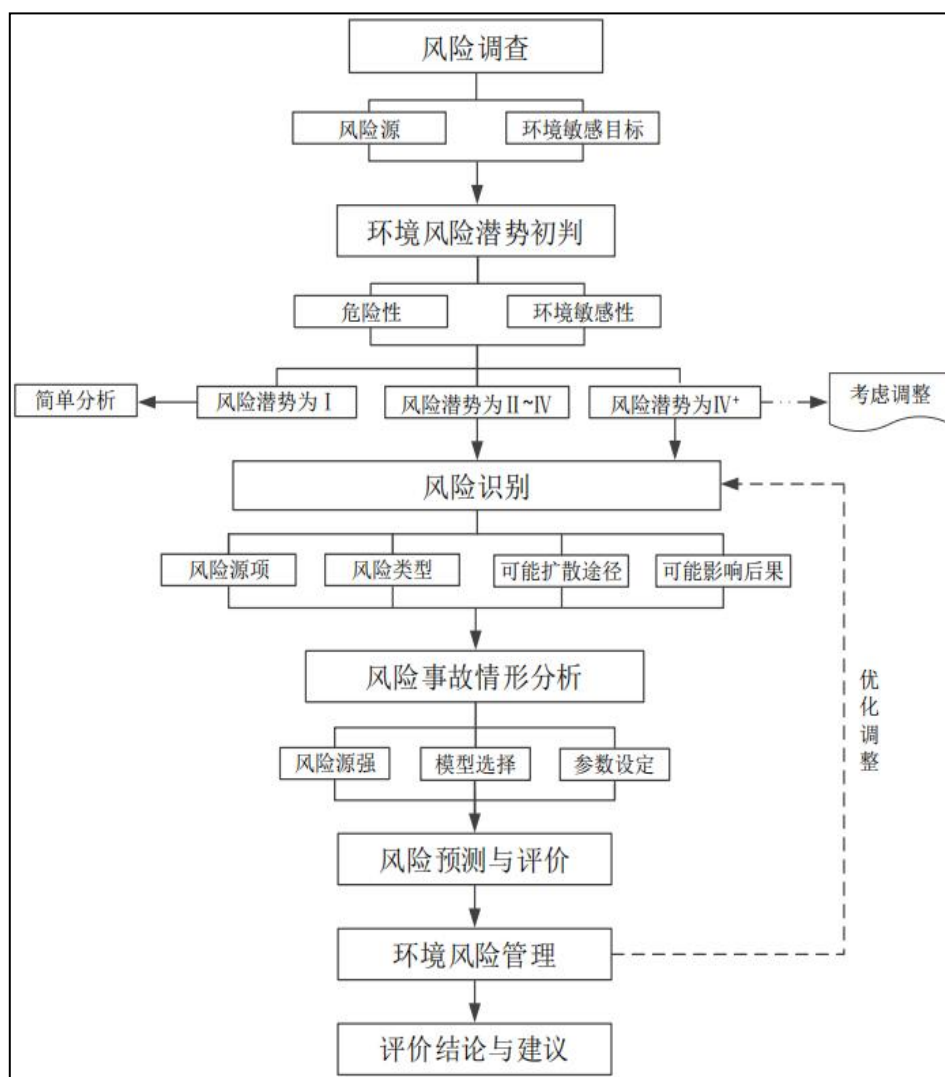 风险调查
风险源
环境敏感目标
环境风险潜势初判
危险性
环境敏感性
简单分析
风险潜势为Ⅰ
风险潜势为Ⅱ~Ⅳ
风险潜势为Ⅳ⁺
考虑调整
风险识别
风险源项
风险类型
可能扩散途径
可能影响后果
风险事故情形分析
风险源强
模型选择
参数设定
优化调整
风险预测与评价
环境风险管理
评价结论与建议